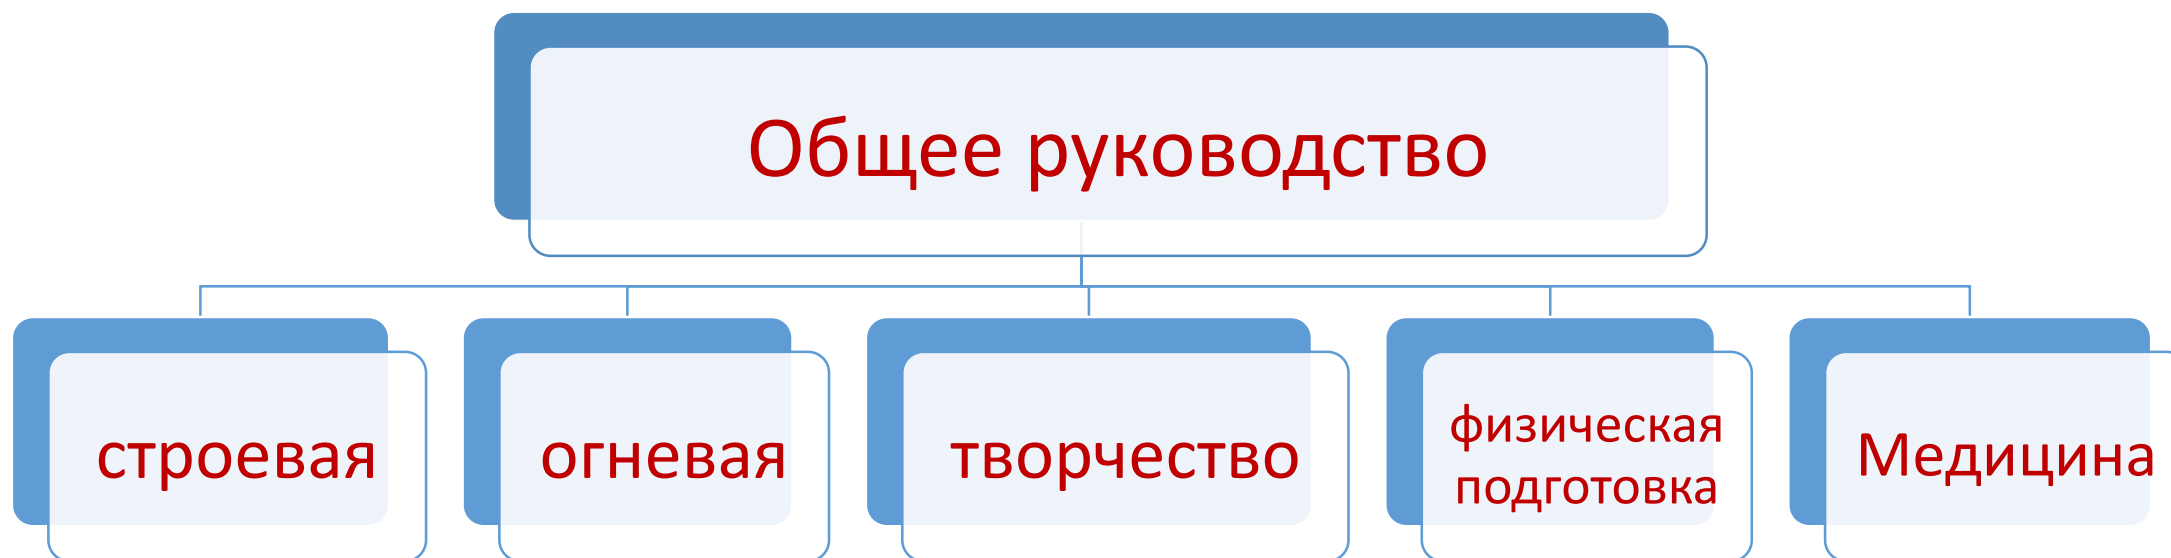 Общее руководство
строевая
огневая
творчество
физическая
подготовка
Медицина